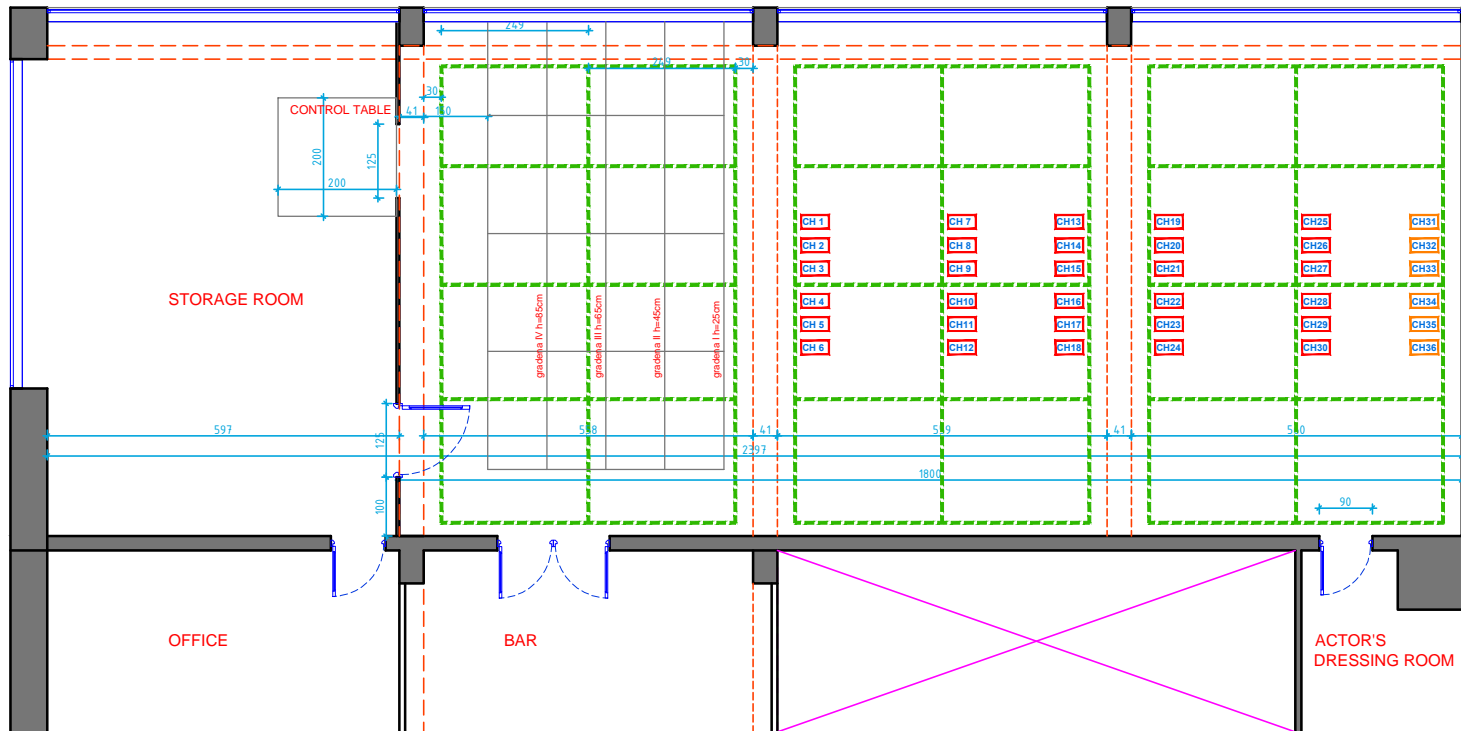 249
249
30
30
CONTROL TABLE
41
150
125
200
200
CH 1
CH 7
CH13
CH19
CH25
CH31
CH 2
CH 8
CH14
CH20
CH26
CH32
CH 3
CH 9
CH15
CH21
CH27
CH33
STORAGE ROOM
gradena IV h=85cm
gradena III h=65cm
gradena II h=45cm
gradena I h=25cm
CH 4
CH10
CH16
CH22
CH28
CH34
CH 5
CH11
CH17
CH23
CH29
CH35
CH 6
CH12
CH18
CH24
CH30
CH36
597
125
558
41
559
41
560
2397
1800
100
90
OFFICE
BAR
ACTOR'S
DRESSING ROOM